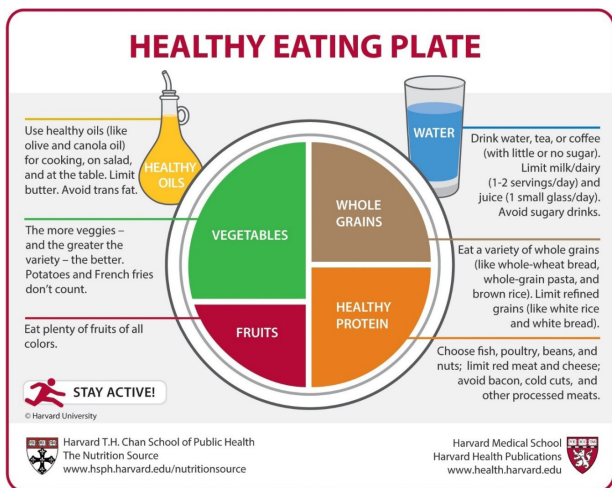 HEALTHY EATING PLATE
Use healthy oils (like
olive and canola oil)
for cooking, on salad,
and at the table. Limit
butter. Avoid trans fat.
HEALTHY
OILS
The more veggies –
and the greater the
variety – the better.
Potatoes and French fries
don’t count.
Eat plenty of fruits of all
colors.
VEGETABLES
FRUITS
WHOLE
GRAINS
HEALTHY
PROTEIN
WATER
Drink water, tea, or coffee
(with little or no sugar).
Limit milk/dairy
(1-2 servings/day) and
juice (1 small glass/day).
Avoid sugary drinks.
Eat a variety of whole grains
(like whole-wheat bread,
whole-grain pasta, and
brown rice). Limit refined
grains (like white rice
and white bread).
Choose fish, poultry, beans, and
nuts; limit red meat and cheese;
avoid bacon, cold cuts, and
other processed meats.
STAY ACTIVE!
© Harvard University
Harvard T.H. Chan School of Public Health
The Nutrition Source
www.hsph.harvard.edu/nutritionsource
Harvard Medical School
Harvard Health Publications
www.health.harvard.edu